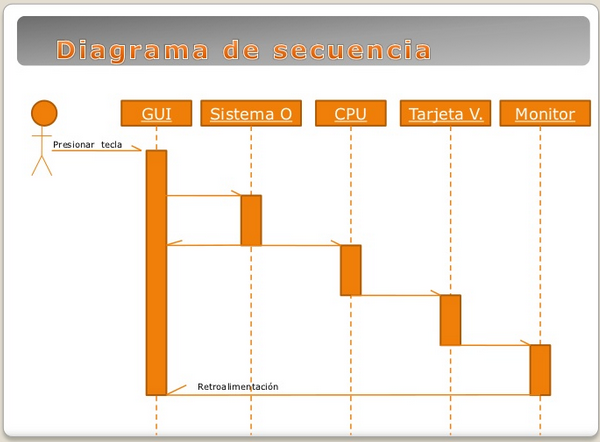 Diagrama de secuencia
GUI
Sistema O
CPU
Tarjeta V.
Monitor
Presionar tecla
Retroalimentación